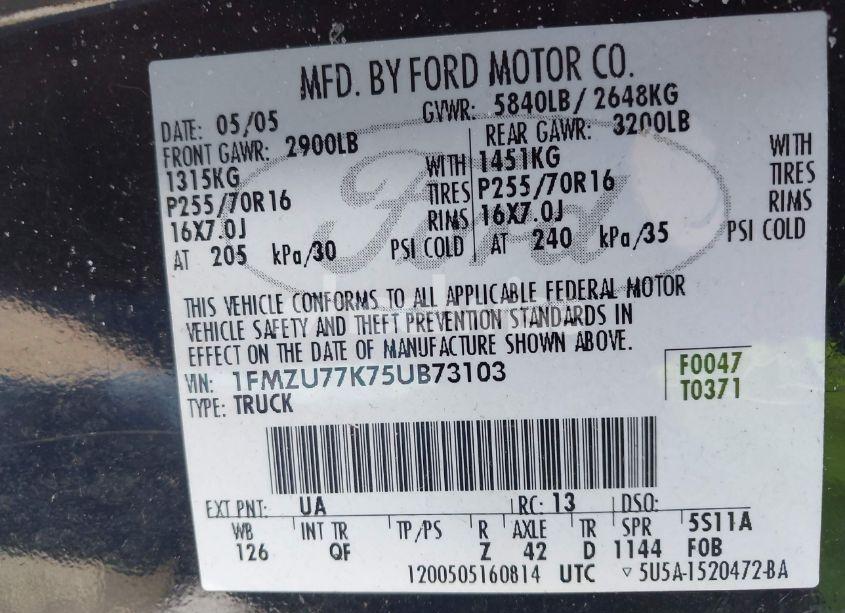 MFD. BY FORD MOTOR CO.
DATE: 05/05 GVWR: 5840LB / 2648KG
FRONT GAWR: 2900LB REAR GAWR: 3200LB
1315KG WITH 1451KG WITH
P255/70R16 TIRES P255/70R16 TIRES
16X7.0J RIMS 16X7.0J RIMS
AT 205 kPa/30 PSI COLD AT 240 kPa/35 PSI COLD
Ford
THIS VEHICLE CONFORMS TO ALL APPLICABLE FEDERAL MOTOR
VEHICLE SAFETY AND THEFT PREVENTION STANDARDS IN
EFFECT ON THE DATE OF MANUFACTURE SHOWN ABOVE.
VIN: 1FMZU77K75UB73103 F0047
TYPE: TRUCK T0371
EXT PNT: UA RC: 13 DSO:
WB INT TR TP/PS R AXLE TR SPR 5S11A
126 QF Z 42 D 1144 FOB
1200505160814 UTC ▽ 5U5A-1520472-BA